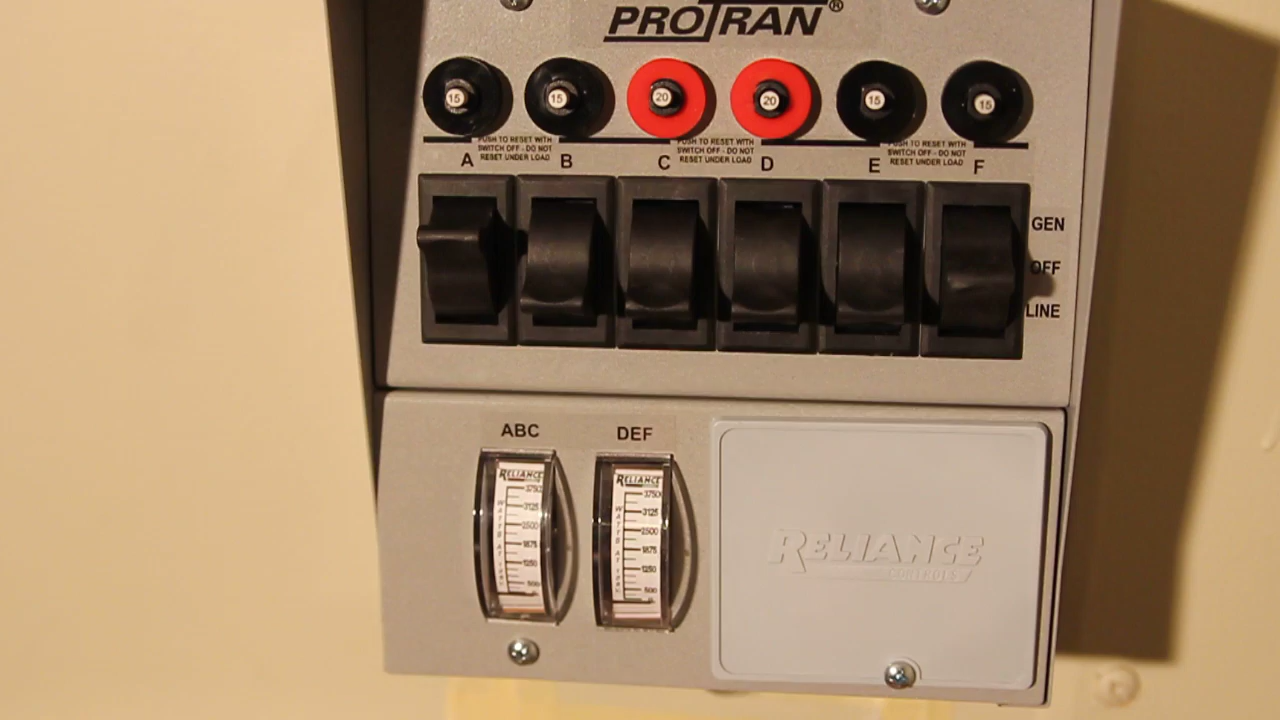 PROTRAN®
15 15 20 20 15 15
PUSH TO RESET WITH
SWITCH OFF - DO NOT
RESET UNDER LOAD
PUSH TO RESET WITH
SWITCH OFF - DO NOT
RESET UNDER LOAD
PUSH TO RESET WITH
SWITCH OFF - DO NOT
RESET UNDER LOAD
A B C D E F
GEN
OFF
LINE
ABC DEF
RELIANCE
3750
3125
2500
1875
1250
500
RELIANCE
3750
3125
2500
1875
1250
500
RELIANCE
CONTROLS